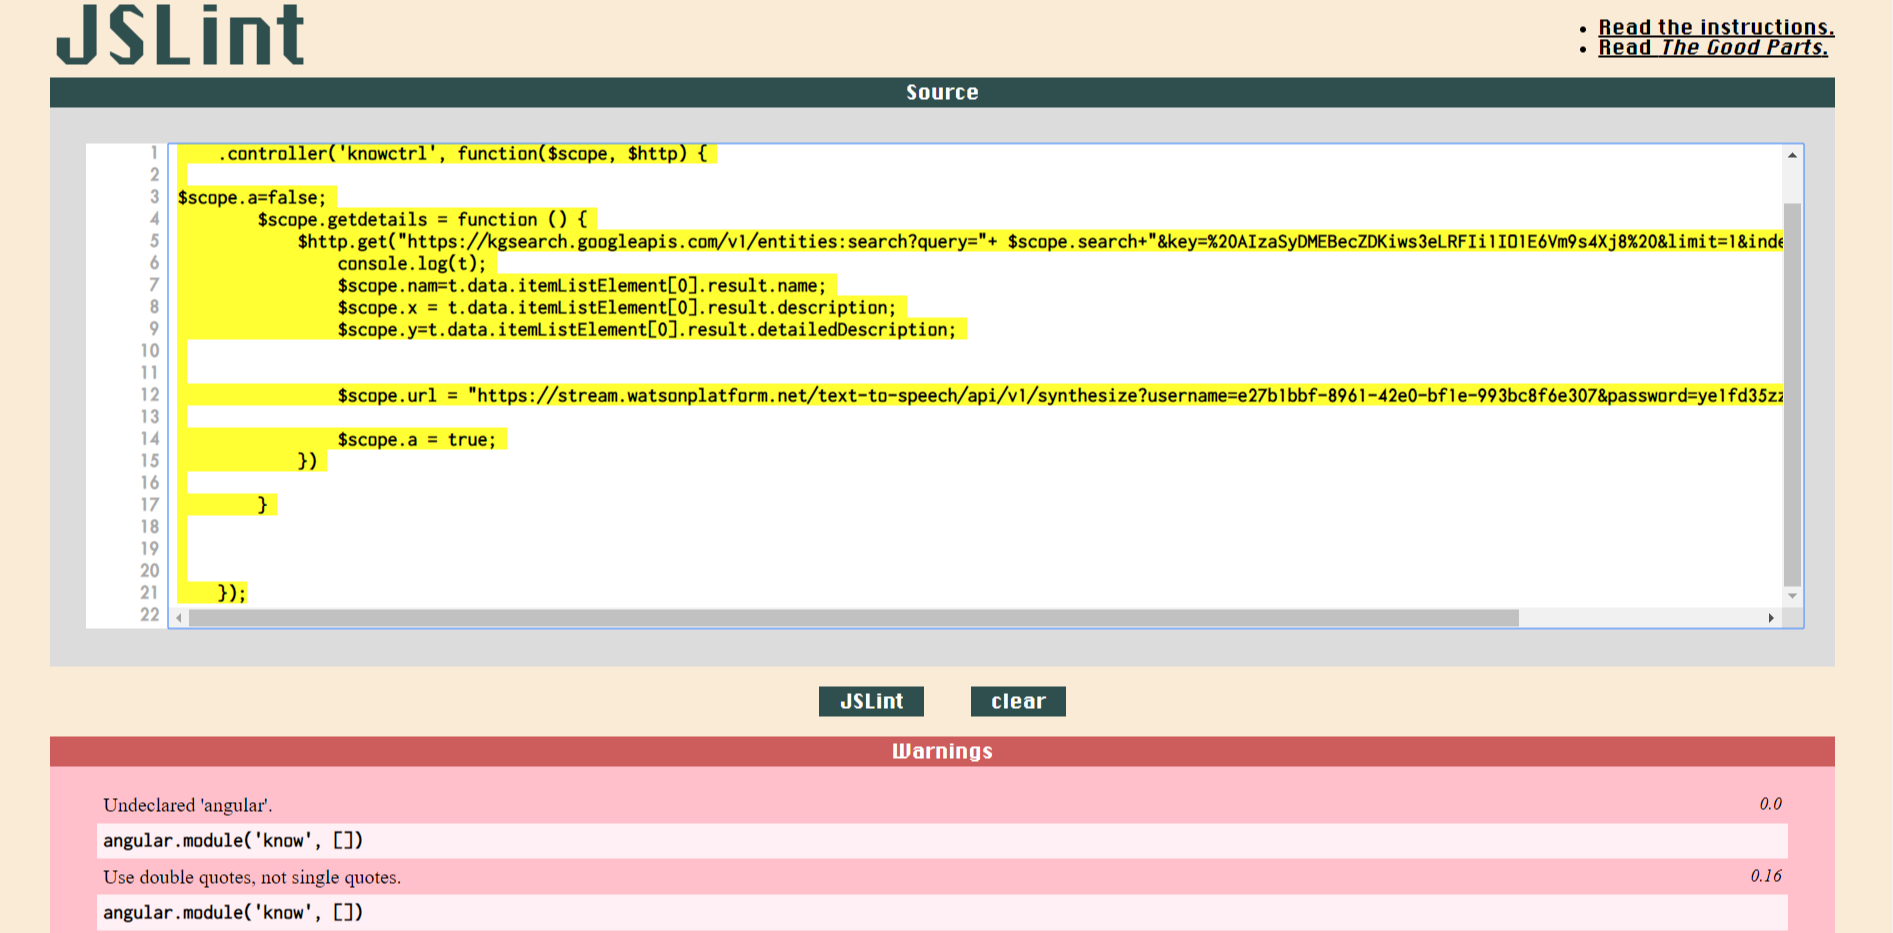 JSLint
Read the instructions.
Read The Good Parts.
Source
1 .controller('knowctrl', function($scope, $http) {
2
3 $scope.a=false;
4 $scope.getdetails = function () {
5 $http.get("https://kgsearch.googleapis.com/v1/entities:search?query="+ $scope.search+"&key=%20AIzaSyDMEBecZDKiws3eLRFIi1IO1E6Vm9s4Xj8%20&limit=1&inde
6 console.log(t);
7 $scope.nam=t.data.itemListElement[0].result.name;
8 $scope.x = t.data.itemListElement[0].result.description;
9 $scope.y=t.data.itemListElement[0].result.detailedDescription;
10
11
12 $scope.url = "https://stream.watsonplatform.net/text-to-speech/api/v1/synthesize?username=e27b1bbf-8961-42e0-bf1e-993bc8f6e307&password=ye1fd35zz
13
14 $scope.a = true;
15 })
16
17 }
18
19
20
21 });
22
JSLint clear
Warnings
Undeclared 'angular'. 0.0
angular.module('know', [])
Use double quotes, not single quotes. 0.16
angular.module('know', [])